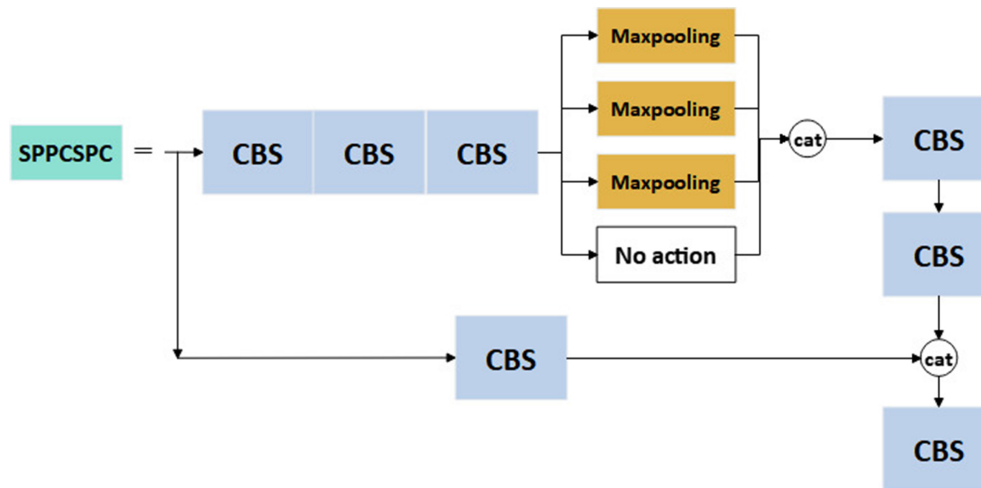 Maxpooling
Maxpooling
SPPCSPC = CBS CBS CBS cat CBS
Maxpooling
No action
CBS
CBS cat
CBS